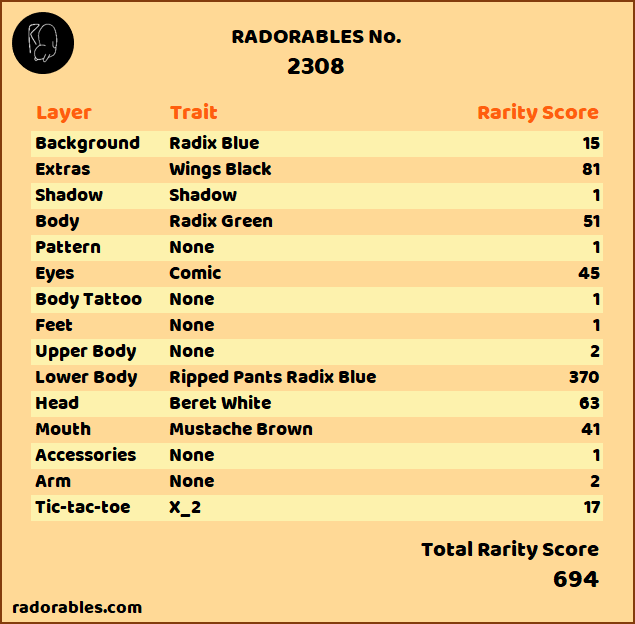 RADORABLES No.
2308
Layer Trait Rarity Score
Background Radix Blue 15
Extras Wings Black 81
Shadow Shadow 1
Body Radix Green 51
Pattern None 1
Eyes Comic 45
Body Tattoo None 1
Feet None 1
Upper Body None 2
Lower Body Ripped Pants Radix Blue 370
Head Beret White 63
Mouth Mustache Brown 41
Accessories None 1
Arm None 2
Tic-tac-toe X_2 17
Total Rarity Score
694
radorables.com